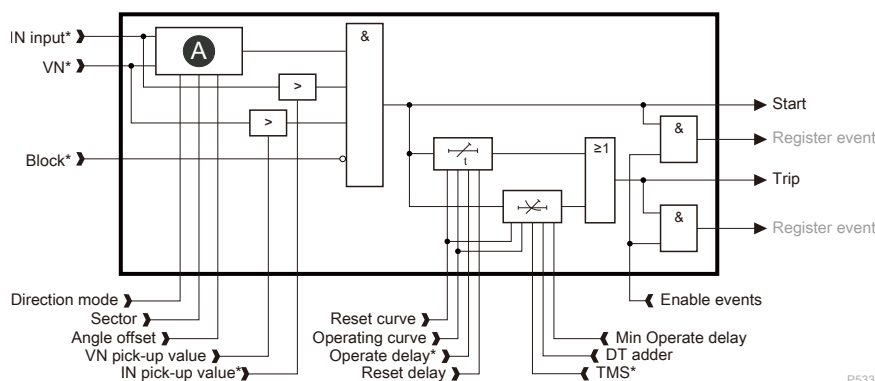 IN input*
VN*
A
&
>
>
Start
&
Register event
t
≥1
Block*
Trip
&
Register event
Direction mode
Sector
Angle offset
VN pick-up value
IN pick-up value*
Reset curve
Operating curve
Operate delay*
Reset delay
Enable events
Min Operate delay
DT adder
TMS*
P533